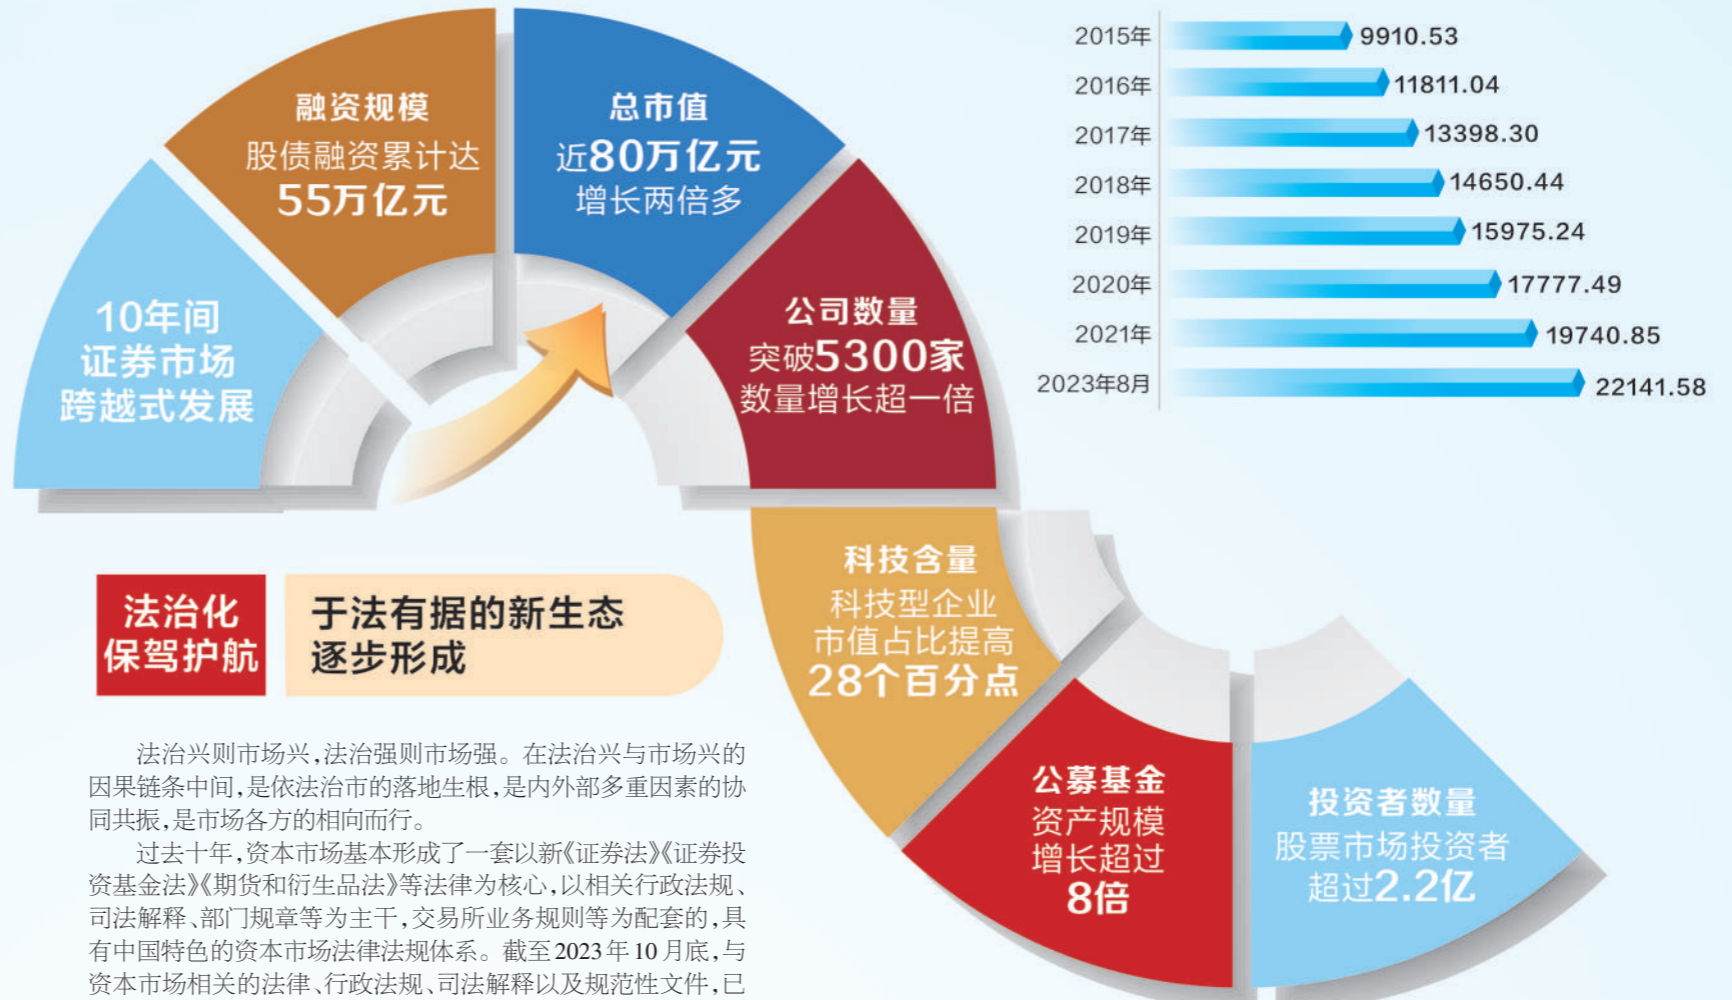 10年间
证券市场
跨越式发展
融资规模
股债融资累计达
55万亿元
总市值
近80万亿元
增长两倍多
公司数量
突破5300家
数量增长超一倍
科技含量
科技型企业
市值占比提高
28个百分点
公募基金
资产规模
增长超过
8倍
投资者数量
股票市场投资者
超过2.2亿
2015年 9910.53
2016年 11811.04
2017年 13398.30
2018年 14650.44
2019年 15975.24
2020年 17777.49
2021年 19740.85
2023年8月 22141.58
法治化
保驾护航
于法有据的新生态
逐步形成
法治兴则市场兴,法治强则市场强。在法治兴与市场兴的
因果链条中间,是依法治市的落地生根,是内外部多重因素的协
同共振,是市场各方的相向而行。
过去十年,资本市场基本形成了一套以新《证券法》《证券投
资基金法》《期货和衍生品法》等法律为核心,以相关行政法规、
司法解释、部门规章等为主干,交易所业务规则等为配套的,具
有中国特色的资本市场法律法规体系。截至2023年10月底,与
资本市场相关的法律、行政法规、司法解释以及规范性文件,已